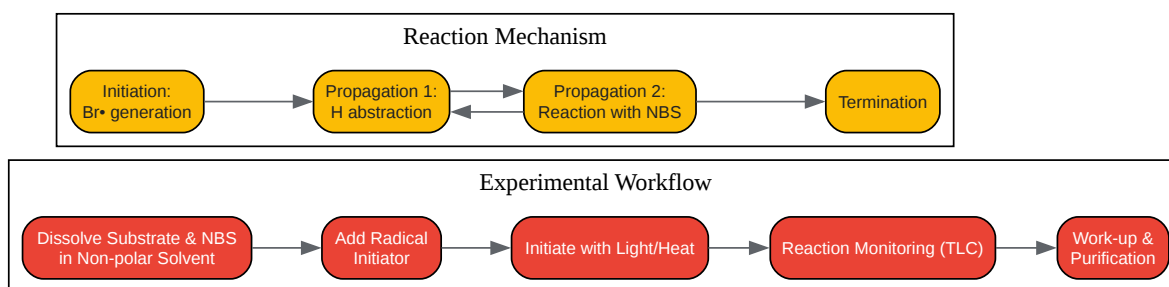 Reaction Mechanism
Initiation:
Br• generation
Propagation 1:
H abstraction
Propagation 2:
Reaction with NBS
Termination
Experimental Workflow
Dissolve Substrate & NBS
in Non-polar Solvent
Add Radical
Initiator
Initiate with Light/Heat
Reaction Monitoring (TLC)
Work-up &
Purification